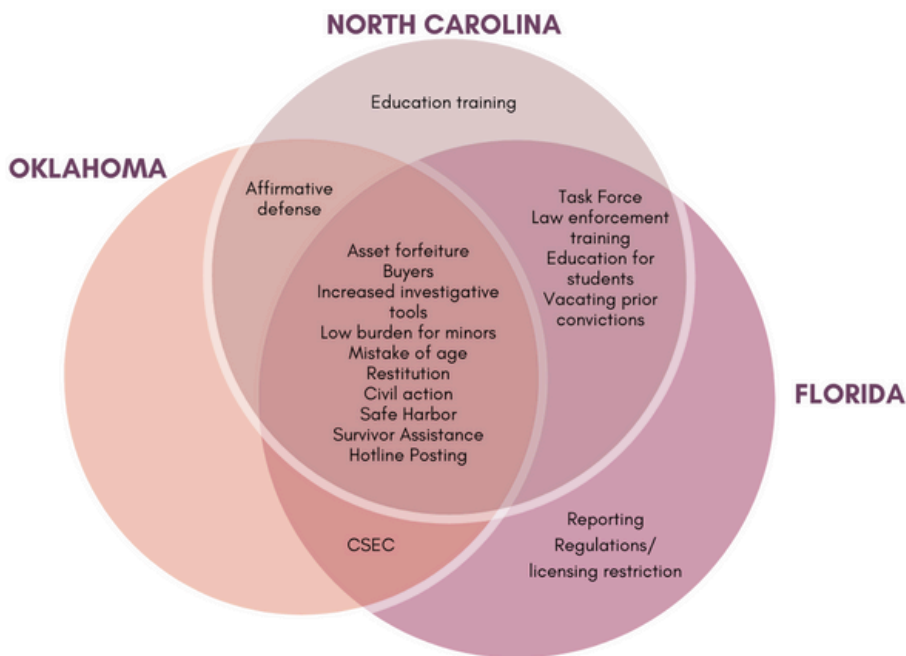 NORTH CAROLINA
Education training
OKLAHOMA
Affirmative
defense
Task Force
Law enforcement
training
Education for
students
Vacating prior
convictions
Asset forfeiture
Buyers
Increased investigative
tools
Low burden for minors
Mistake of age
Restitution
Civil action
Safe Harbor
Survivor Assistance
Hotline Posting
FLORIDA
CSEC
Reporting
Regulations/
licensing restriction